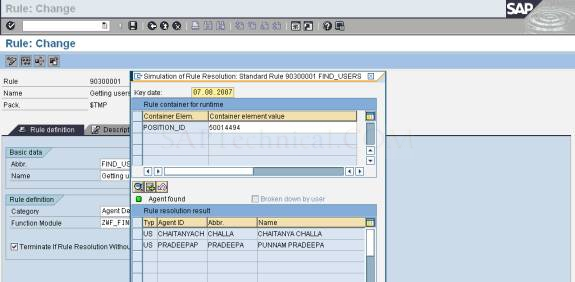 Rule: Change
SAP
Rule: Change
Rule 90300001
Name Getting users
Pack. $TMP
Rule definition Descript
Basic data
Abbr. FIND_US
Name Getting u
Rule definition
Category Agent De
Function Module ZWF_FIN
Terminate If Rule Resolution Withou
Simulation of Rule Resolution: Standard Rule 90300001 FIND_USERS
Key date: 07.08.2007
Rule container for runtime
Container Elem. Container element value
POSITION_ID 50014494
SAPTechnical.COM
Agent found Broken down by user
Rule resolution result
Typ Agent ID Abbr. Name
US CHAITANYACH CHALLA CHAITANYA CHALLA
US PRADEEPAP PRADEEPA PUNNAM PRADEEPA